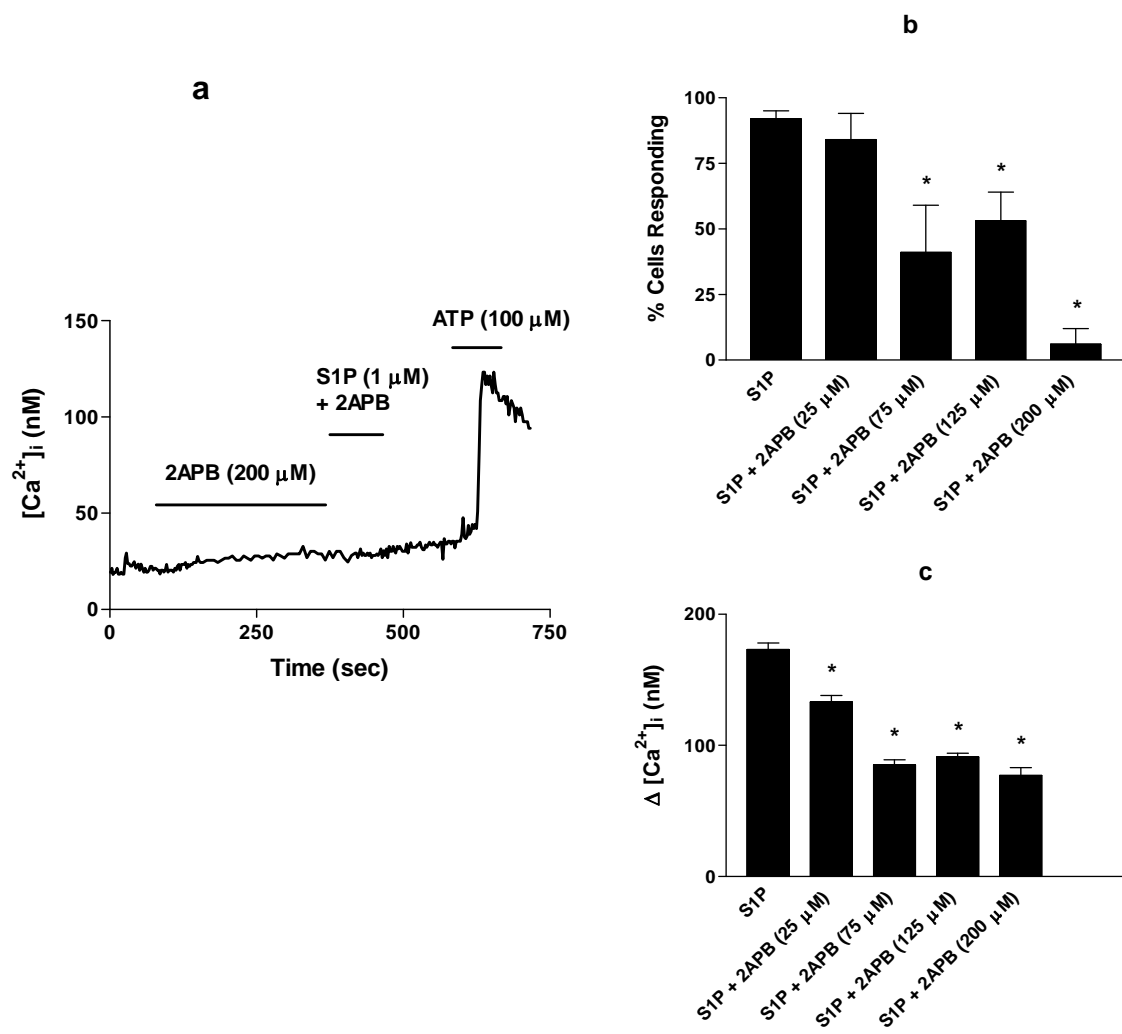 a
150
100
50
0
[Ca²⁺]ᵢ (nM)
2APB (200 μM)
S1P (1 μM)
+ 2APB
ATP (100 μM)
0
250
500
750
Time (sec)
b
100
75
50
25
0
% Cells Responding
*
*
*
S1P
S1P + 2APB (25 μM)
S1P + 2APB (75 μM)
S1P + 2APB (125 μM)
S1P + 2APB (200 μM)
c
200
100
0
Δ [Ca²⁺]ᵢ (nM)
*
*
*
*
S1P
S1P + 2APB (25 μM)
S1P + 2APB (75 μM)
S1P + 2APB (125 μM)
S1P + 2APB (200 μM)